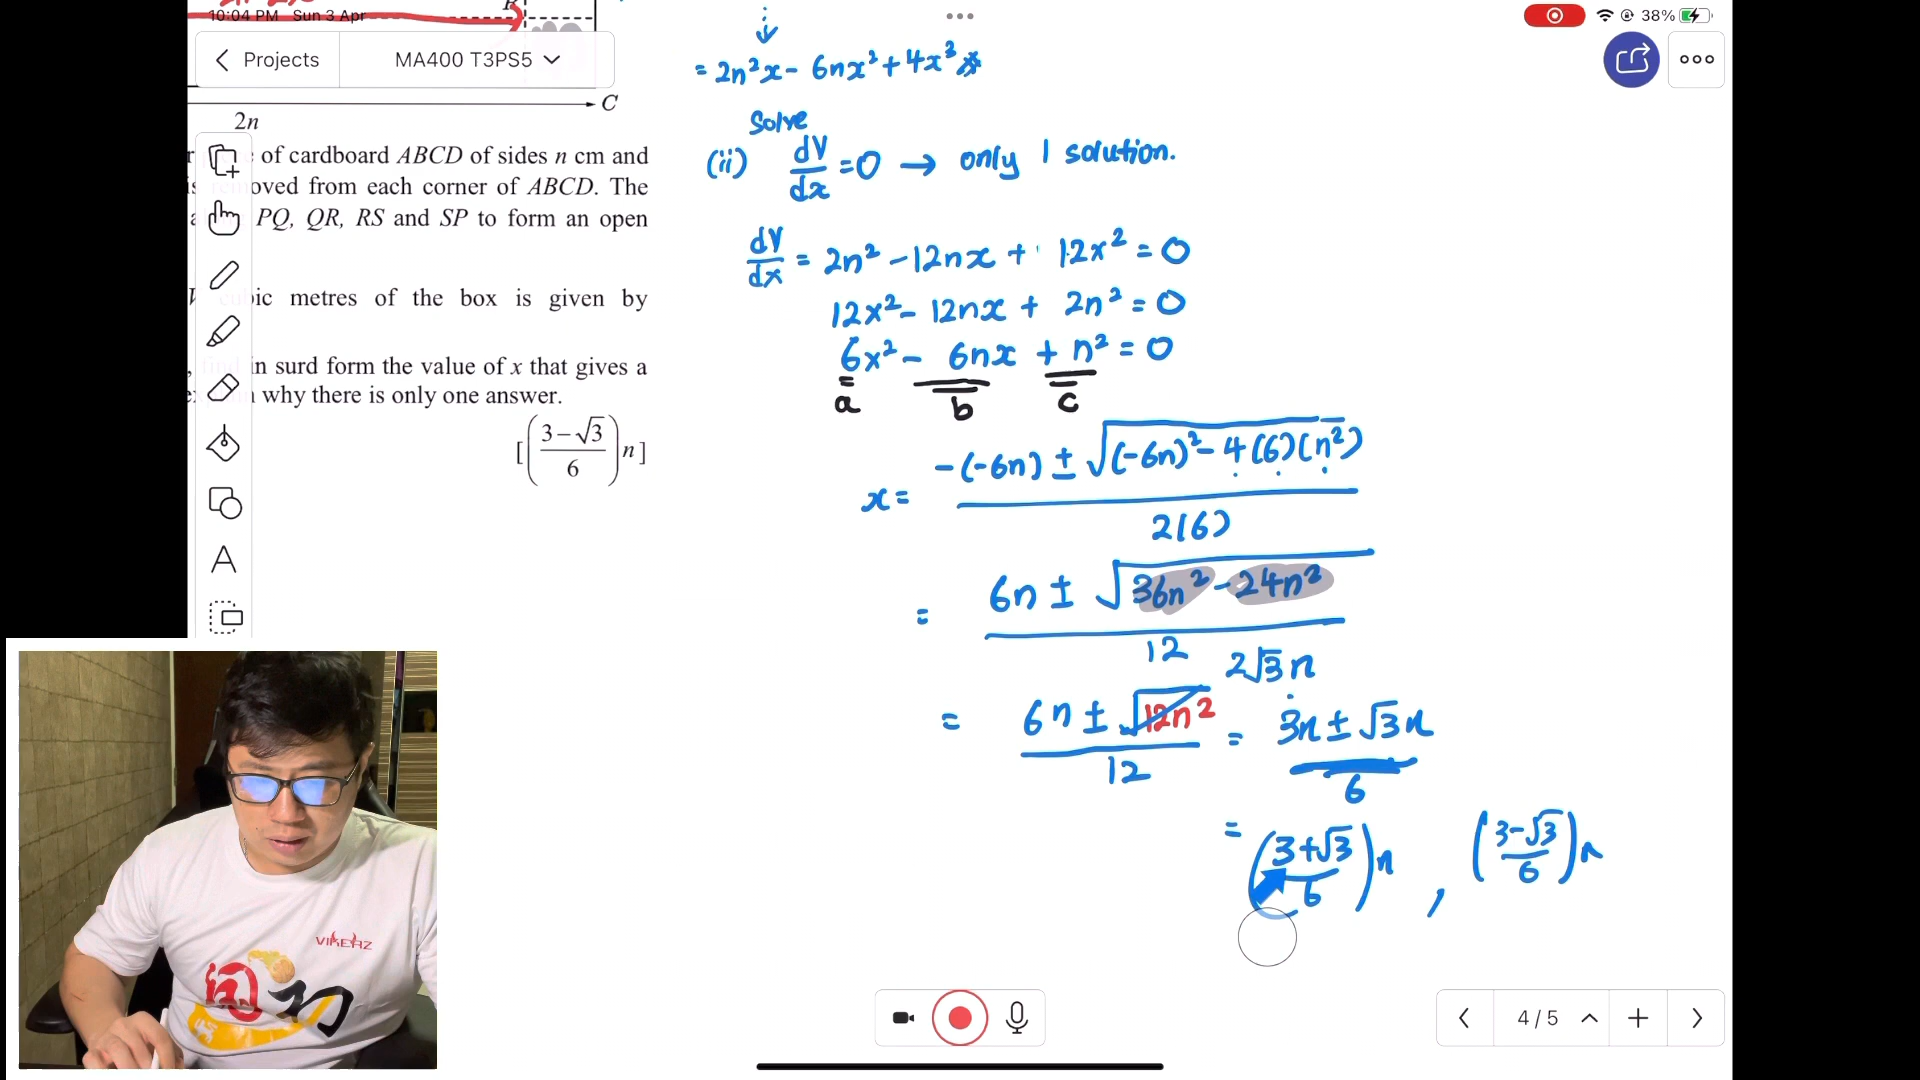 10:04 PM Sun 3 Apr
38%
Projects
MA400 T3PS5
C
2n
of cardboard ABCD of sides n cm and
oved from each corner of ABCD. The
PQ, QR, RS and SP to form an open
ic metres of the box is given by
in surd form the value of x that gives a
why there is only one answer.
[(3−√3/6)n]
= 2n²x − 6nx² + 4x³
Solve
(ii) dV/dx = 0 → only 1 solution.
dV/dx = 2n² − 12nx + 12x² = 0
12x² − 12nx + 2n² = 0
6x² − 6nx + n² = 0
a b c
x = −(−6n) ± √(−6n)² − 4(6)(n²) / 2(6)
= 6n ± √36n² − 24n² / 12
2√3n
= 6n ± √12n² / 12 = 3n ± √3n / 6
= (3+√3/6)n , (3−√3/6)n
VIKERZ
A
4/5